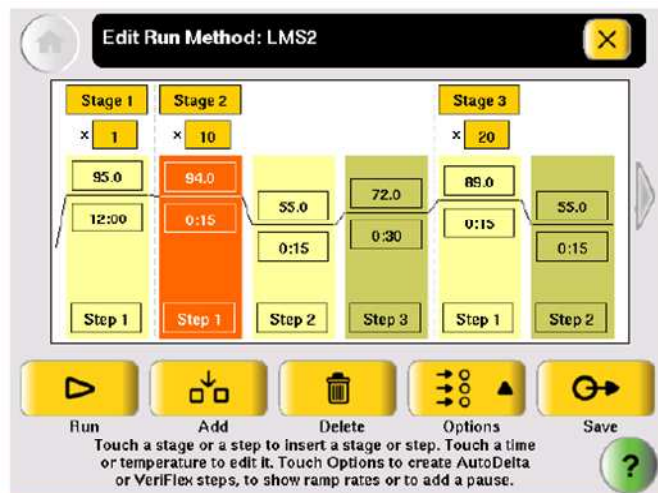 Edit Run Method: LMS2
Stage 1 Stage 2 Stage 3
× 1 × 10 × 20
95.0 94.0 55.0 72.0 89.0 55.0
12:00 0:15 0:15 0:30 0:15 0:15
Step 1 Step 1 Step 2 Step 3 Step 1 Step 2
Run Add Delete Options Save
Touch a stage or a step to insert a stage or step. Touch a time
or temperature to edit it. Touch Options to create AutoDelta
or VeriFlex steps, to show ramp rates or to add a pause.
?